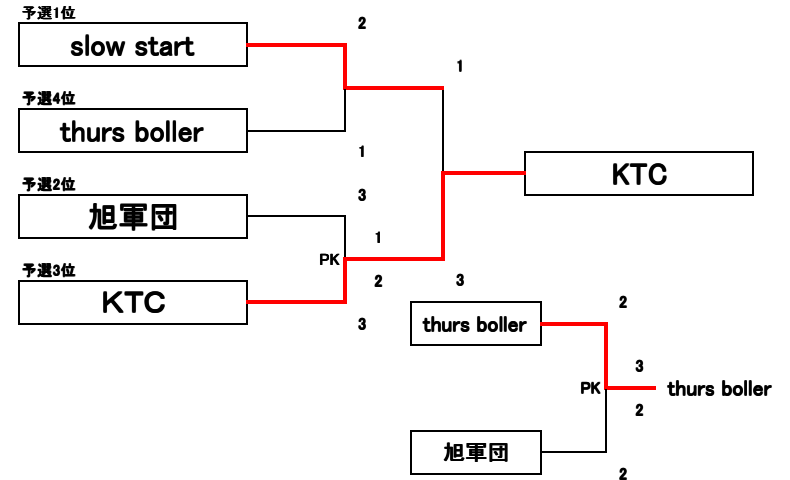 予選1位
slow start
2
1
予選4位
thurs boller
1
予選2位
旭軍団
3
KTC
PK
1
2
予選3位
KTC
3
3
thurs boller
2
PK
3
thurs boller
2
旭軍団
2